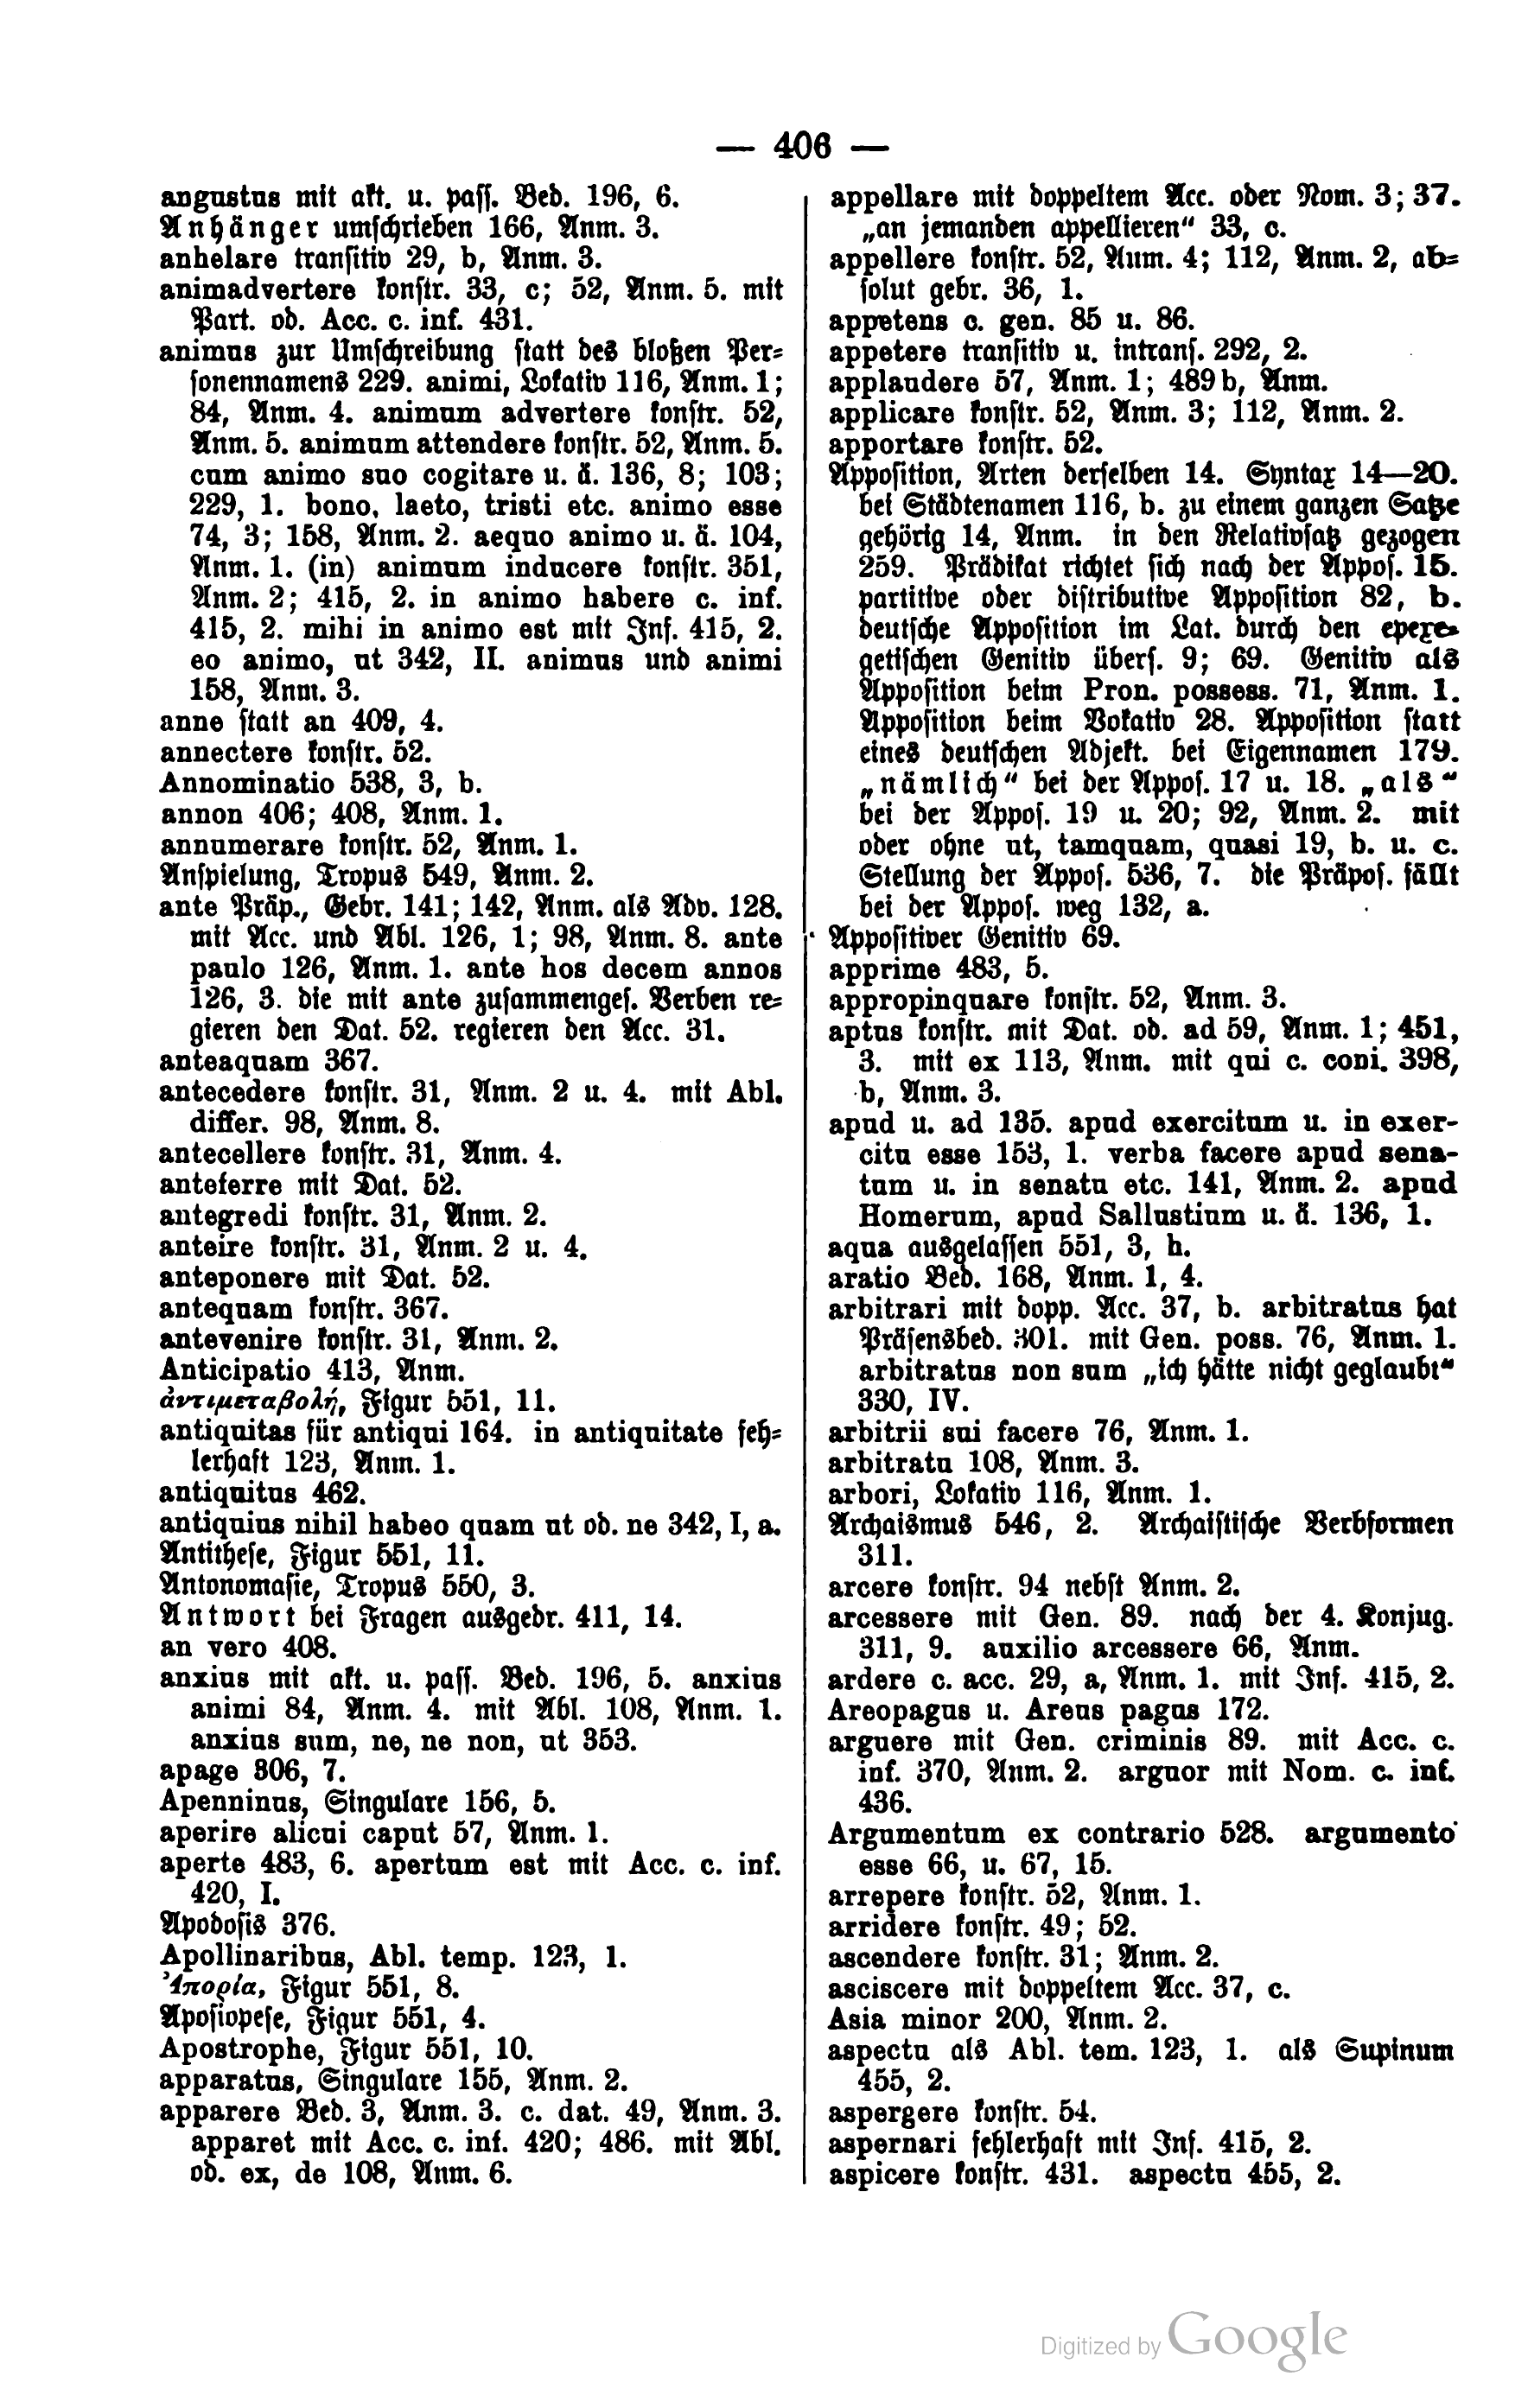 — 406 —
angustus mit akt. u. pass. Bed. 196, 6.
Anhänger umschrieben 166, Anm. 3.
anhelare transitiv 29, b, Anm. 3.
animadvertere konstr. 33, c; 52, Anm. 5. mit
Part. od. Acc. c. inf. 431.
animus zur Umschreibung statt des bloßen Per=
sonennamens 229. animi, Lokativ 116, Anm. 1;
84, Anm. 4. animum advertere konstr. 52,
Anm. 5. animum attendere konstr. 52, Anm. 5.
cum animo suo cogitare u. ä. 136, 8; 103;
229, 1. bono, laeto, tristi etc. animo esse
74, 3; 158, Anm. 2. aequo animo u. ä. 104,
Anm. 1. (in) animum inducere konstr. 351,
Anm. 2; 415, 2. in animo habere c. inf.
415, 2. mihi in animo est mit Inf. 415, 2.
eo animo, ut 342, II. animus und animi
158, Anm. 3.
anne statt an 409, 4.
annectere konstr. 52.
Annominatio 538, 3, b.
annon 406; 408, Anm. 1.
annumerare konstr. 52, Anm. 1.
Anspielung, Tropus 549, Anm. 2.
ante Präp., Gebr. 141; 142, Anm. als Adv. 128.
mit Acc. und Abl. 126, 1; 98, Anm. 8. ante
paulo 126, Anm. 1. ante hos decem annos
126, 3. die mit ante zusammenges. Verben re=
gieren den Dat. 52. regieren den Acc. 31.
anteaquam 367.
antecedere konstr. 31, Anm. 2 u. 4. mit Abl.
differ. 98, Anm. 8.
antecellere konstr. 31, Anm. 4.
anteferre mit Dat. 52.
antegredi konstr. 31, Anm. 2.
anteire konstr. 31, Anm. 2 u. 4.
anteponere mit Dat. 52.
antequam konstr. 367.
antevenire konstr. 31, Anm. 2.
Anticipatio 413, Anm.
ἀντιμεταβολή, Figur 551, 11.
antiquitas für antiqui 164. in antiquitate feh=
lerhaft 123, Anm. 1.
antiquitus 462.
antiquius nihil habeo quam ut od. ne 342, I, a.
Antithese, Figur 551, 11.
Antonomasie, Tropus 550, 3.
Antwort bei Fragen ausgedr. 411, 14.
an vero 408.
anxius mit akt. u. pass. Bed. 196, 5. anxius
animi 84, Anm. 4. mit Abl. 108, Anm. 1.
anxius sum, ne, ne non, ut 353.
apage 306, 7.
Apenninus, Singulare 156, 5.
aperire alicui caput 57, Anm. 1.
aperte 483, 6. apertum est mit Acc. c. inf.
420, I.
Apodosis 376.
Apollinaribus, Abl. temp. 123, 1.
Ἀπορία, Figur 551, 8.
Aposiopese, Figur 551, 4.
Apostrophe, Figur 551, 10.
apparatus, Singulare 155, Anm. 2.
apparere Bed. 3, Anm. 3. c. dat. 49, Anm. 3.
apparet mit Acc. c. inf. 420; 486. mit Abl.
od. ex, de 108, Anm. 6.
appellare mit doppeltem Acc. oder Nom. 3; 37.
„an jemanden appellieren“ 33, c.
appellere konstr. 52, Anm. 4; 112, Anm. 2, ab=
solut gebr. 36, 1.
appetens c. gen. 85 u. 86.
appetere transitiv u. intrans. 292, 2.
applaudere 57, Anm. 1; 489 b, Anm.
applicare konstr. 52, Anm. 3; 112, Anm. 2.
apportare konstr. 52.
Apposition, Arten derselben 14. Syntax 14—20.
bei Städtenamen 116, b. zu einem ganzen Satze
gehörig 14, Anm. in den Relativsatz gezogen
259. Prädikat richtet sich nach der Appos. 15.
partitive oder distributive Apposition 82, b.
deutsche Apposition im Lat. durch den epexe=
getischen Genitiv übers. 9; 69. Genitiv als
Apposition beim Pron. possess. 71, Anm. 1.
Apposition beim Vokativ 28. Apposition statt
eines deutschen Adjekt. bei Eigennamen 179.
„nämlich“ bei der Appos. 17 u. 18. „als“
bei der Appos. 19 u. 20; 92, Anm. 2. mit
oder ohne ut, tamquam, quasi 19, b. u. c.
Stellung der Appos. 536, 7. die Präpos. fällt
bei der Appos. weg 132, a.
Appositiver Genitiv 69.
apprime 483, 5.
appropinquare konstr. 52, Anm. 3.
aptus konstr. mit Dat. od. ad 59, Anm. 1; 451,
3. mit ex 113, Anm. mit qui c. coni. 398,
b, Anm. 3.
apud u. ad 135. apud exercitum u. in exer-
citu esse 153, 1. verba facere apud sena-
tum u. in senatu etc. 141, Anm. 2. apud
Homerum, apud Sallustium u. ä. 136, 1.
aqua ausgelassen 551, 3, h.
aratio Bed. 168, Anm. 1, 4.
arbitrari mit dopp. Acc. 37, b. arbitratus hat
Präsensbed. 301. mit Gen. poss. 76, Anm. 1.
arbitratus non sum „ich hätte nicht geglaubt“
330, IV.
arbitrii sui facere 76, Anm. 1.
arbitratu 108, Anm. 3.
arbori, Lokativ 116, Anm. 1.
Archaismus 546, 2. Archaistische Verbformen
311.
arcere konstr. 94 nebst Anm. 2.
arcessere mit Gen. 89. nach der 4. Konjug.
311, 9. auxilio arcessere 66, Anm.
ardere c. acc. 29, a, Anm. 1. mit Inf. 415, 2.
Areopagus u. Areus pagus 172.
arguere mit Gen. criminis 89. mit Acc. c.
inf. 370, Anm. 2. arguor mit Nom. c. inf.
436.
Argumentum ex contrario 528. argumento
esse 66, u. 67, 15.
arrepere konstr. 52, Anm. 1.
arridere konstr. 49; 52.
ascendere konstr. 31; Anm. 2.
asciscere mit doppeltem Acc. 37, c.
Asia minor 200, Anm. 2.
aspectu als Abl. tem. 123, 1. als Supinum
455, 2.
aspergere konstr. 54.
aspernari fehlerhaft mit Inf. 415, 2.
aspicere konstr. 431. aspectu 455, 2.
Digitized by Google